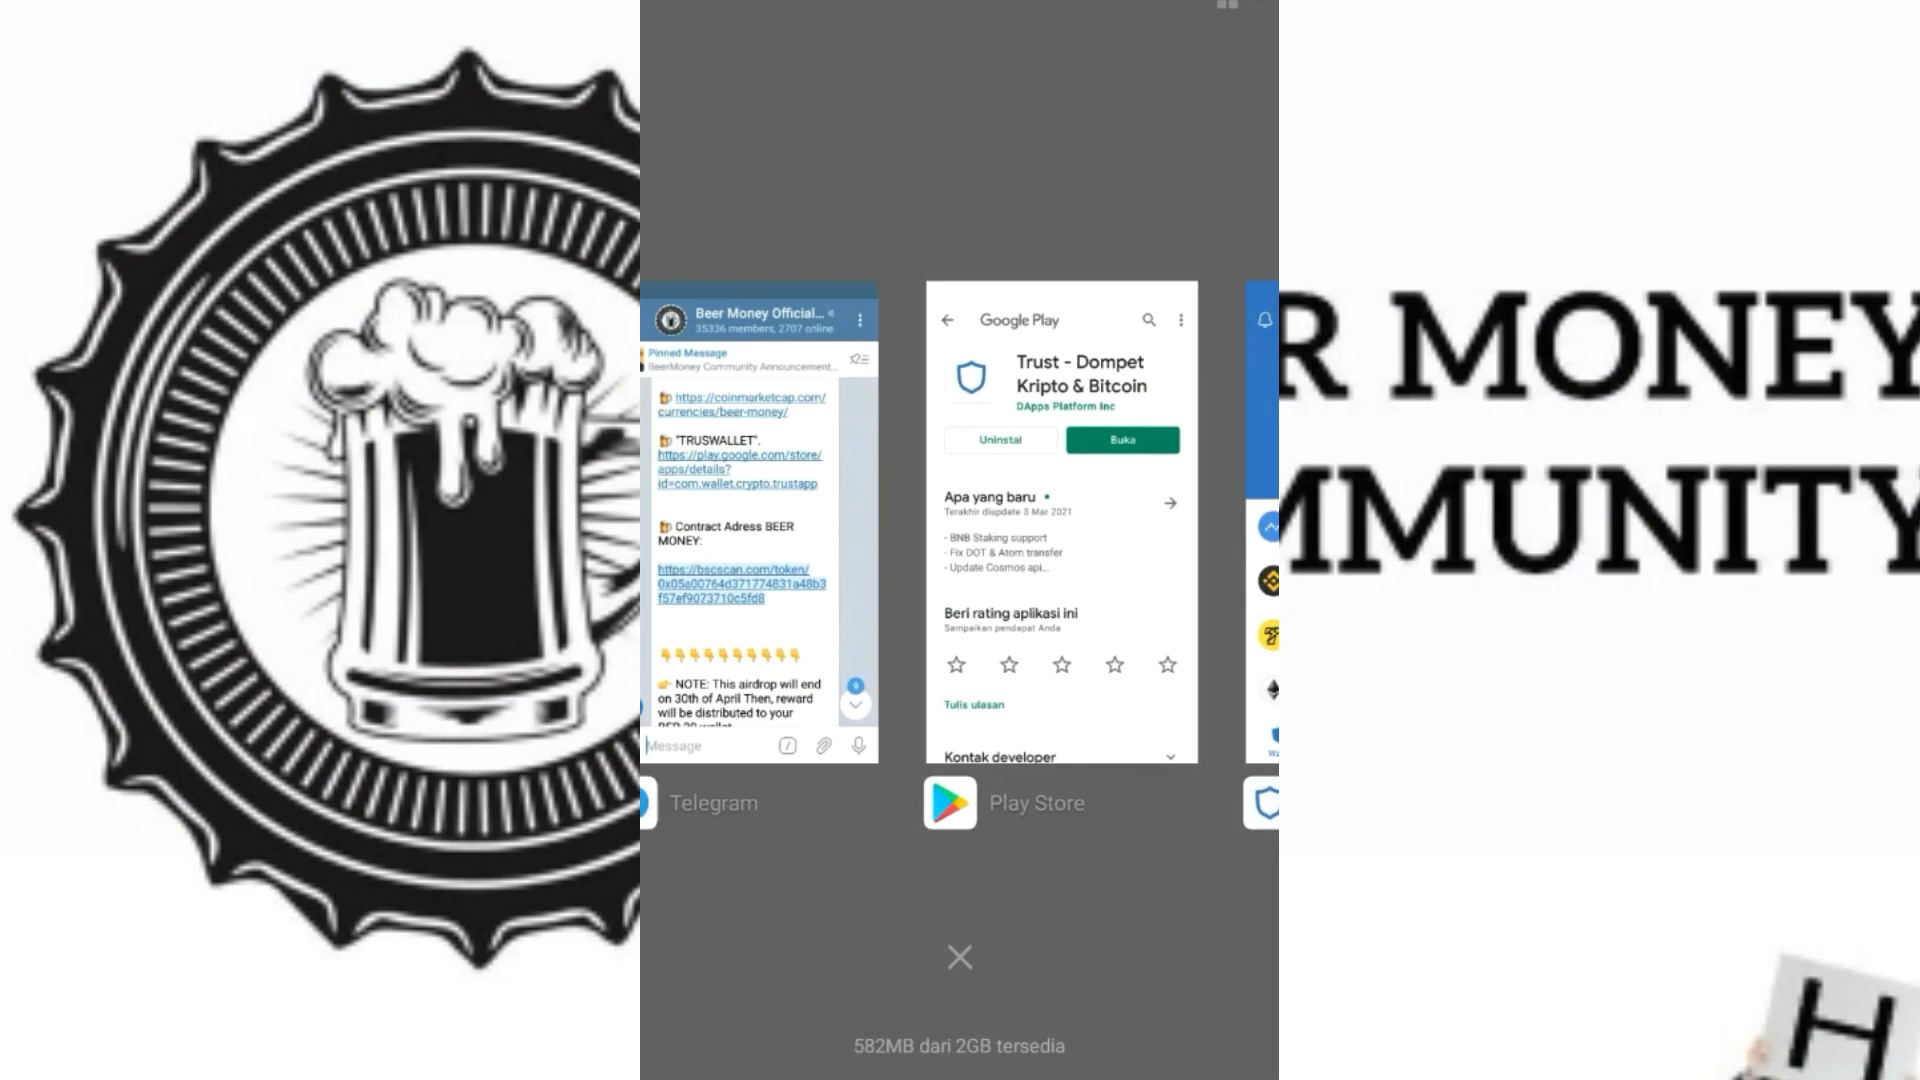 Beer Money Official...
35336 members, 2707 online
Pinned Message
BeerMoney Community Announcement...
https://coinmarketcap.com/
currencies/beer-money/
"TRUSWALLET".
https://play.google.com/store/
apps/details?
id=com.wallet.crypto.trustapp
Contract Adress BEER
MONEY:
https://bscscan.com/token/
0x05a00764d371774831a48b3
f57ef9073710c5fd8
NOTE: This airdrop will end
on 30th of April Then, reward
will be distributed to your
BEP 20 wallet
9
Message
Telegram
Google Play
Trust - Dompet
Kripto & Bitcoin
DApps Platform Inc
Uninstal
Buka
Apa yang baru
Terakhir diupdate 3 Mar 2021
- BNB Staking support
- Fix DOT & Atom transfer
- Update Cosmos api...
Beri rating aplikasi ini
Sampaikan pendapat Anda
Tulis ulasan
Kontak developer
Play Store
582MB dari 2GB tersedia
R MONEY
MMUNITY
H